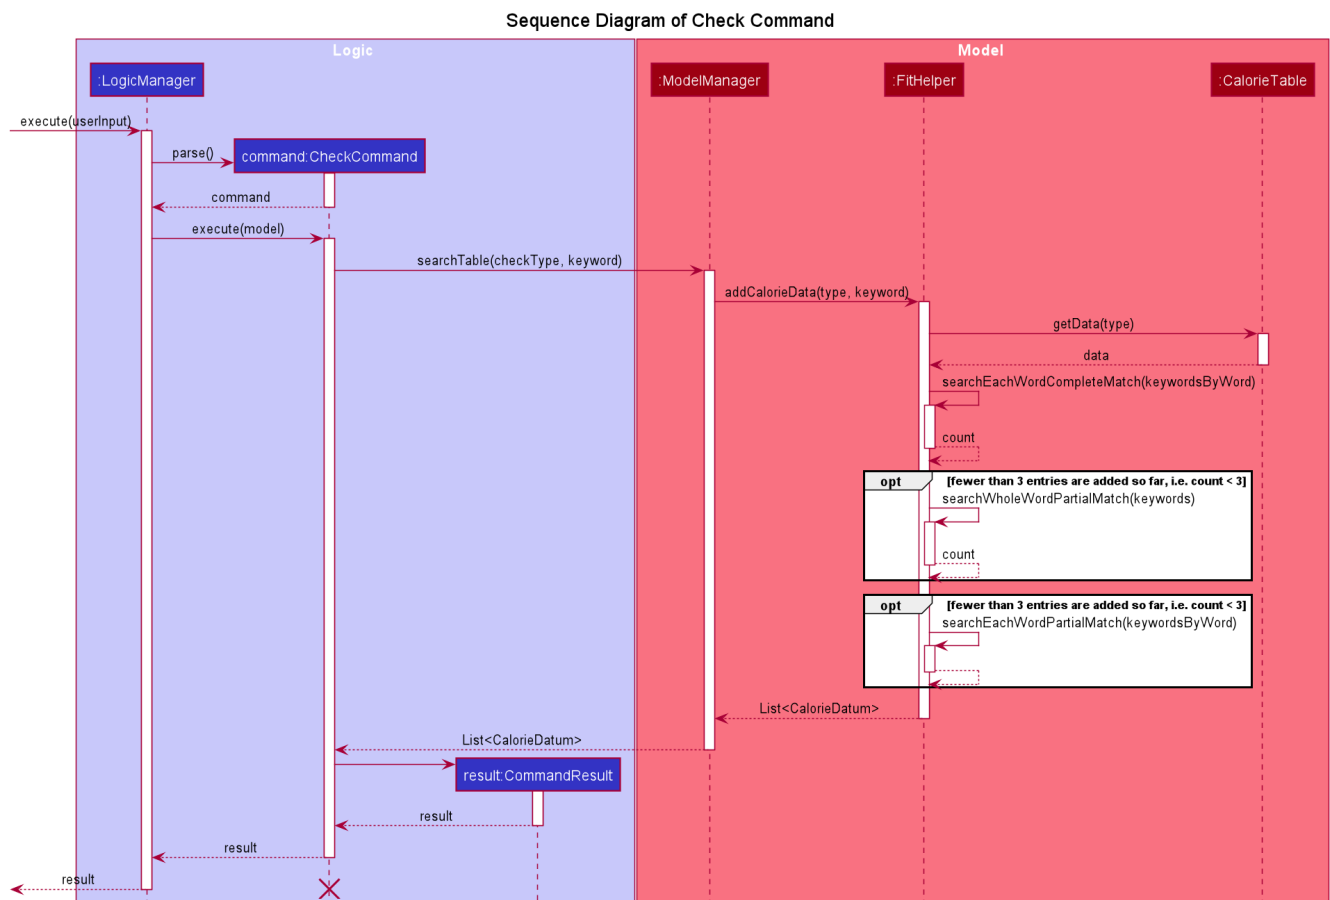 Sequence Diagram of Check Command
Logic
Model
:LogicManager
:ModelManager
:FitHelper
:CalorieTable
execute(userInput)
parse()
command:CheckCommand
command
execute(model)
searchTable(checkType, keyword)
addCalorieData(type, keyword)
getData(type)
data
searchEachWordCompleteMatch(keywordsByWord)
count
opt
[fewer than 3 entries are added so far, i.e. count < 3]
searchWholeWordPartialMatch(keywords)
count
opt
[fewer than 3 entries are added so far, i.e. count < 3]
searchEachWordPartialMatch(keywordsByWord)
List<CalorieDatum>
List<CalorieDatum>
result:CommandResult
result
result
result